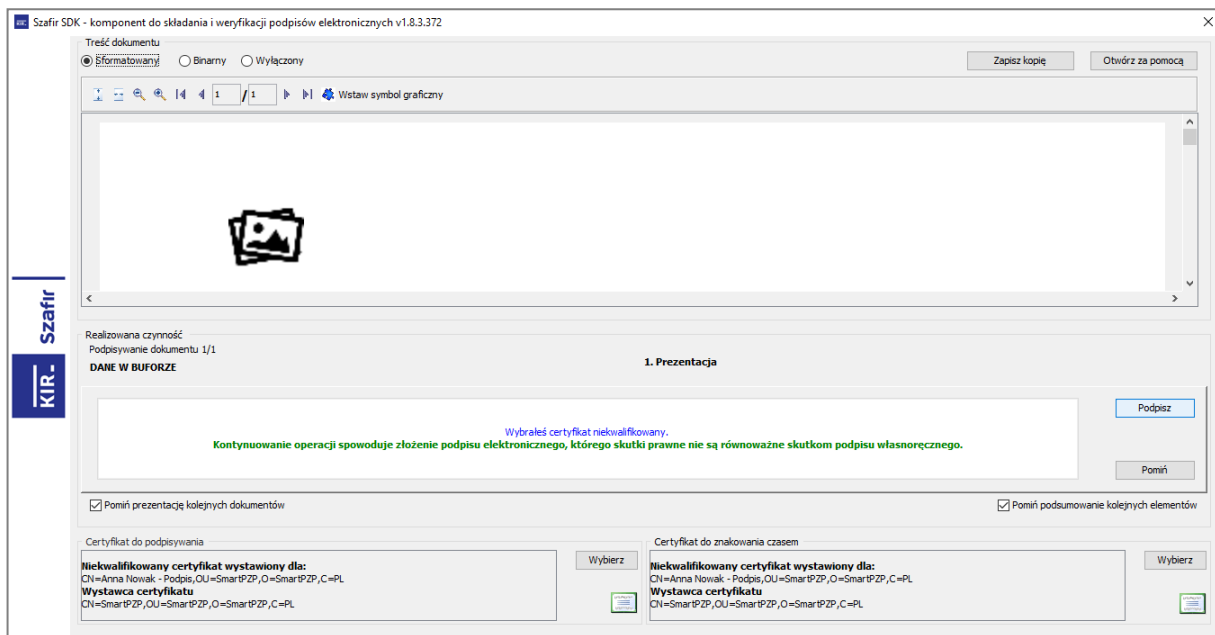 KIR. Szafir SDK - komponent do składania i weryfikacji podpisów elektronicznych v1.8.3.372
Treść dokumentu
Sformatowany Binarny Wyłączony Zapisz kopię Otwórz za pomocą
1 / 1 Wstaw symbol graficzny
KIR. Szafir
Realizowana czynność
Podpisywanie dokumentu 1/1
DANE W BUFORZE
1. Prezentacja
Wybrałeś certyfikat niekwalifikowany.
Kontynuowanie operacji spowoduje złożenie podpisu elektronicznego, którego skutki prawne nie są równoważne skutkom podpisu własnoręcznego.
Podpisz
Pomiń
Pomiń prezentację kolejnych dokumentów
Pomiń podsumowanie kolejnych elementów
Certyfikat do podpisywania
Niekwalifikowany certyfikat wystawiony dla:
CN=Anna Nowak - Podpis,OU=SmartPZP,O=SmartPZP,C=PL
Wystawca certyfikatu
CN=SmartPZP,OU=SmartPZP,O=SmartPZP,C=PL
Wybierz
Certyfikat do znakowania czasem
Niekwalifikowany certyfikat wystawiony dla:
CN=Anna Nowak - Podpis,OU=SmartPZP,O=SmartPZP,C=PL
Wystawca certyfikatu
CN=SmartPZP,OU=SmartPZP,O=SmartPZP,C=PL
Wybierz